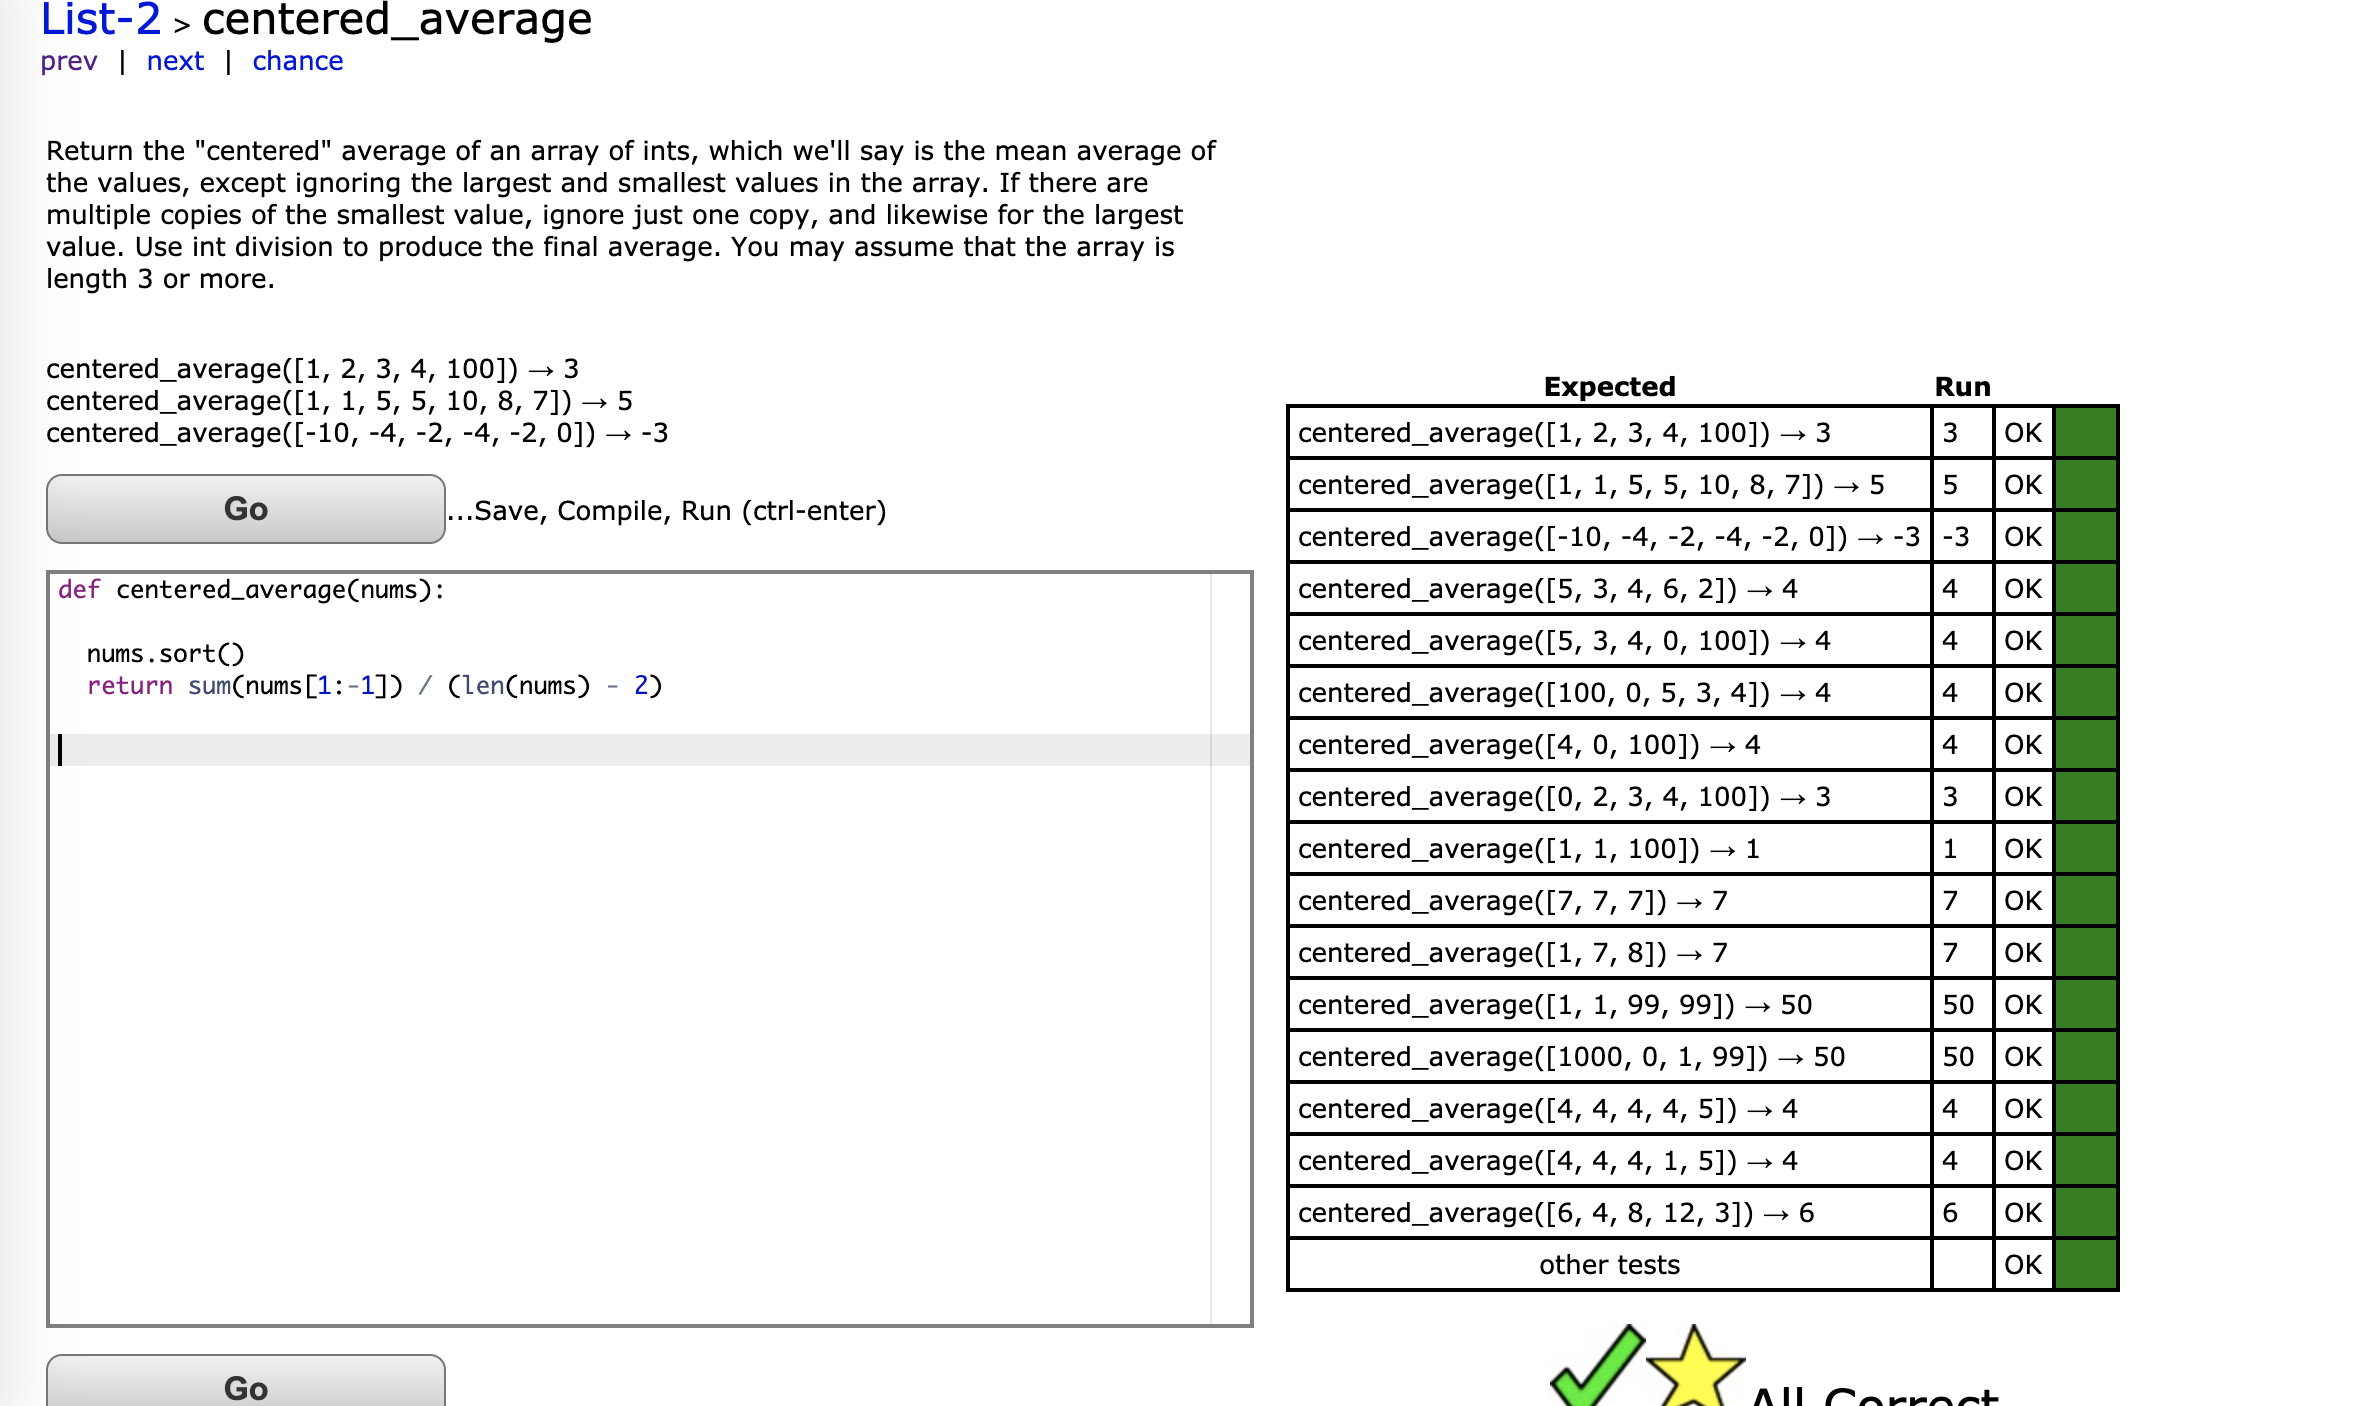 List-2 > centered_average
prev | next | chance
Return the "centered" average of an array of ints, which we'll say is the mean average of
the values, except ignoring the largest and smallest values in the array. If there are
multiple copies of the smallest value, ignore just one copy, and likewise for the largest
value. Use int division to produce the final average. You may assume that the array is
length 3 or more.
centered_average([1, 2, 3, 4, 100]) → 3
centered_average([1, 1, 5, 5, 10, 8, 7]) → 5
centered_average([-10, -4, -2, -4, -2, 0]) → -3
Go ...Save, Compile, Run (ctrl-enter)
def centered_average(nums):
nums.sort()
return sum(nums[1:-1]) / (len(nums) - 2)
Go
Expected Run
centered_average([1, 2, 3, 4, 100]) → 3 3 OK
centered_average([1, 1, 5, 5, 10, 8, 7]) → 5 5 OK
centered_average([-10, -4, -2, -4, -2, 0]) → -3 -3 OK
centered_average([5, 3, 4, 6, 2]) → 4 4 OK
centered_average([5, 3, 4, 0, 100]) → 4 4 OK
centered_average([100, 0, 5, 3, 4]) → 4 4 OK
centered_average([4, 0, 100]) → 4 4 OK
centered_average([0, 2, 3, 4, 100]) → 3 3 OK
centered_average([1, 1, 100]) → 1 1 OK
centered_average([7, 7, 7]) → 7 7 OK
centered_average([1, 7, 8]) → 7 7 OK
centered_average([1, 1, 99, 99]) → 50 50 OK
centered_average([1000, 0, 1, 99]) → 50 50 OK
centered_average([4, 4, 4, 4, 5]) → 4 4 OK
centered_average([4, 4, 4, 1, 5]) → 4 4 OK
centered_average([6, 4, 8, 12, 3]) → 6 6 OK
other tests OK
All Correct